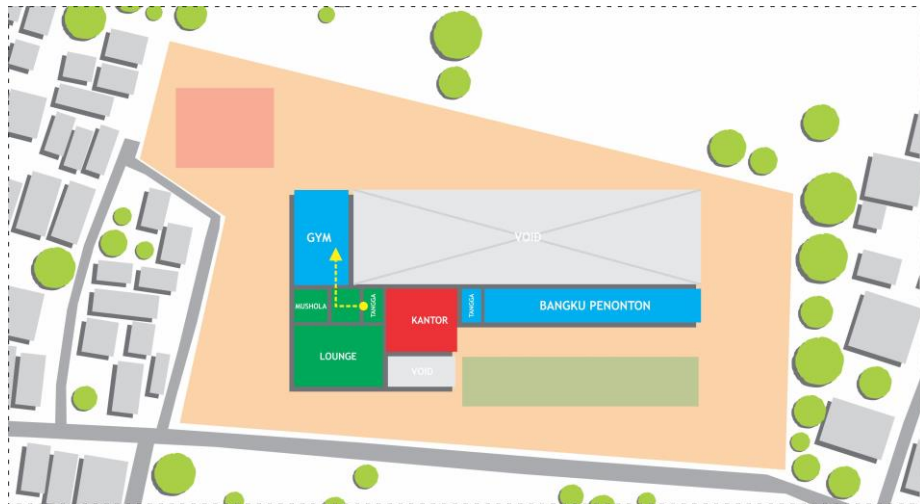 GYM
VOID
MUSHOLA
TANGGA
KANTOR
TANGGA
BANGKU PENONTON
LOUNGE
VOID